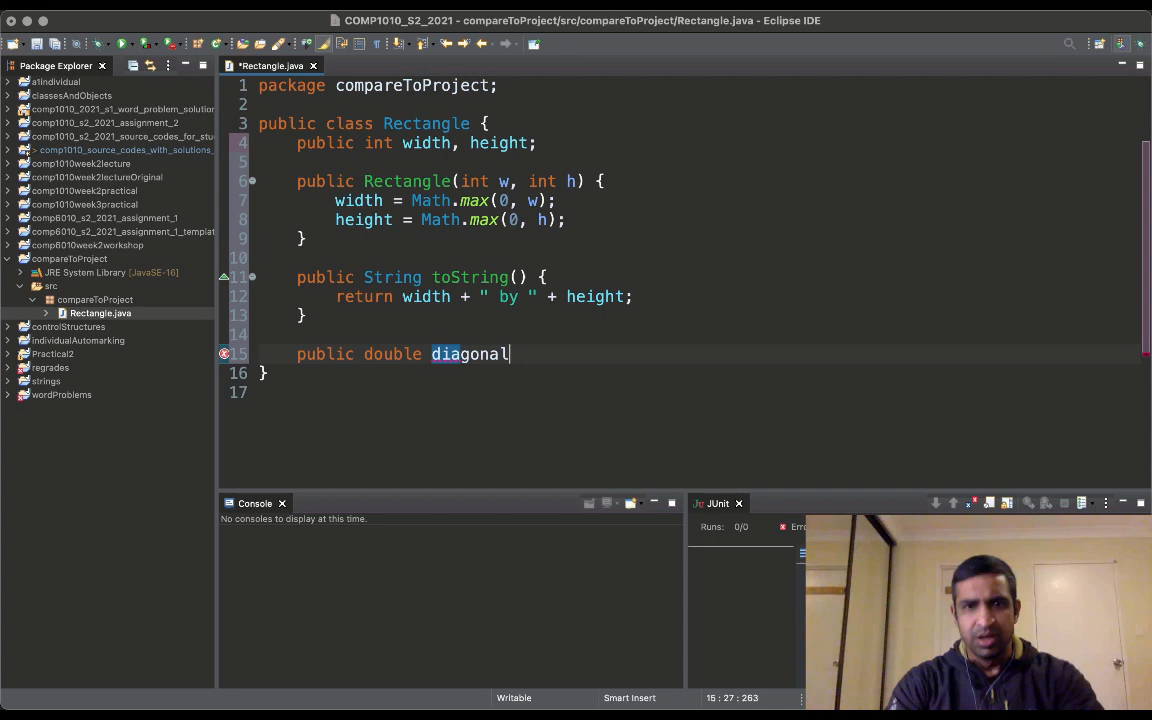 COMP1010_S2_2021 - compareToProject/src/compareToProject/Rectangle.java - Eclipse IDE
Package Explorer
*Rectangle.java
a1individual
classesAndObjects
comp1010_2021_s1_word_problem_solution
comp1010_s2_2021_assignment_2
comp1010_s2_2021_source_codes_for_stu
> comp1010_source_codes_with_solutions_
comp1010week2lecture
comp1010week2lectureOriginal
comp1010week2practical
comp1010week3practical
comp6010_s2_2021_assignment_1
comp6010_s2_2021_assignment_1_templat
comp6010week2workshop
compareToProject
JRE System Library [JavaSE-16]
src
compareToProject
Rectangle.java
controlStructures
individualAutomarking
Practical2
regrades
strings
wordProblems
1 package compareToProject;
2
3 public class Rectangle {
4 public int width, height;
5
6 public Rectangle(int w, int h) {
7 width = Math.max(0, w);
8 height = Math.max(0, h);
9 }
10
11 public String toString() {
12 return width + " by " + height;
13 }
14
15 public double diagonal
16 }
17
Console
No consoles to display at this time.
JUnit
Runs: 0/0
Erro
Writable
Smart Insert
15 : 27 : 263